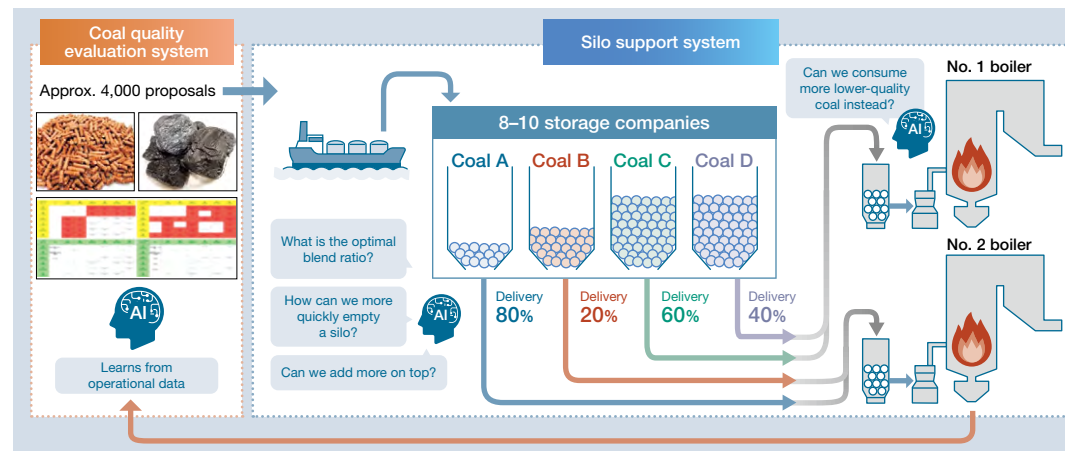 Coal quality
evaluation system
Approx. 4,000 proposals
AI
Learns from
operational data
Silo support system
8–10 storage companies
Coal A
Coal B
Coal C
Coal D
What is the optimal
blend ratio?
How can we more
quickly empty
a silo?
AI
Can we add more on top?
Delivery
80%
Delivery
20%
Delivery
60%
Delivery
40%
Can we consume
more lower-quality
coal instead?
AI
No. 1 boiler
No. 2 boiler